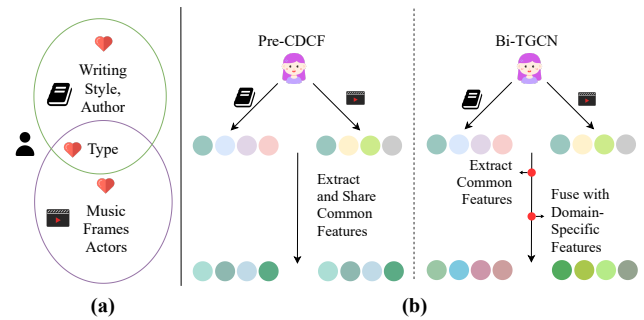 Writing
Style,
Author
Type
Music
Frames
Actors
(a)
Pre-CDCF
Extract
and Share
Common
Features
Bi-TGCN
Extract
Common
Features
Fuse with
Domain-
Specific
Features
(b)